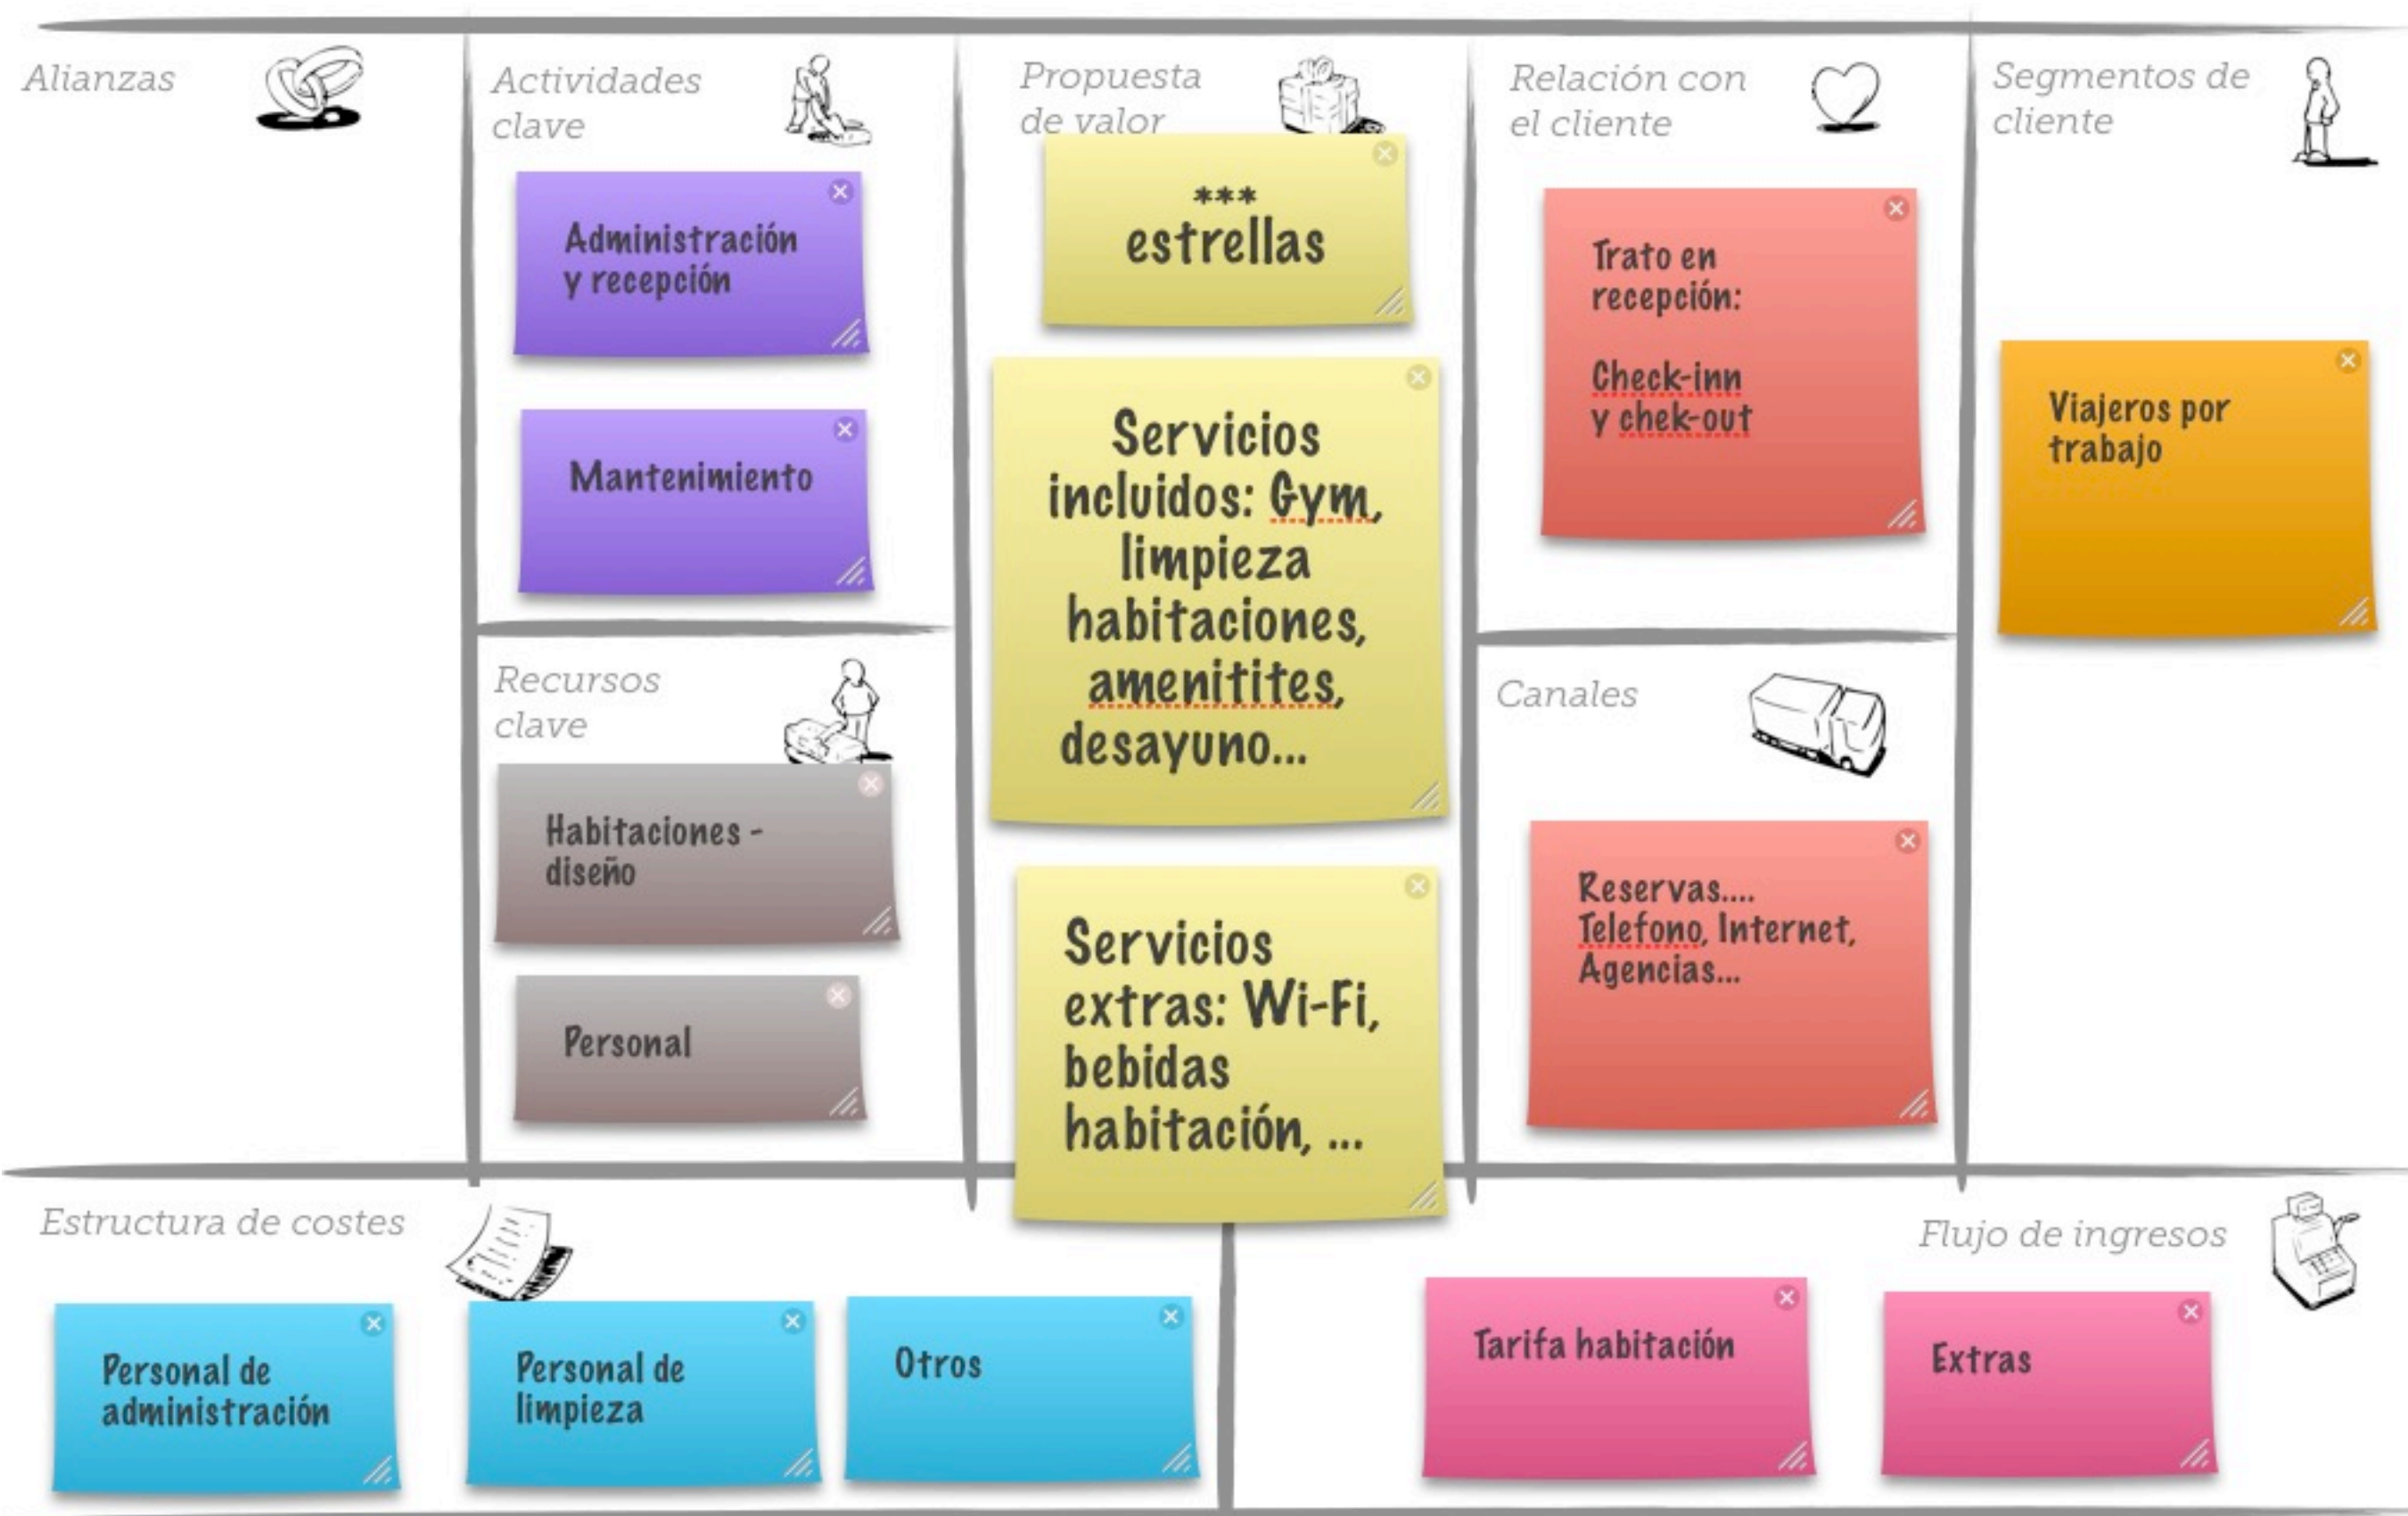 Alianzas
Actividades
clave
Administración
y recepción
Mantenimiento
Recursos
clave
Habitaciones -
diseño
Personal
Propuesta
de valor
***
estrellas
Servicios
incluidos: Gym,
limpieza
habitaciones,
amenitites,
desayuno...
Servicios
extras: Wi-Fi,
bebidas
habitación, ...
Relación con
el cliente
Trato en
recepción:
Check-inn
y chek-out
Canales
Reservas....
Telefono, Internet,
Agencias...
Segmentos de
cliente
Viajeros por
trabajo
Estructura de costes
Personal de
administración
Personal de
limpieza
Otros
Flujo de ingresos
Tarifa habitación
Extras